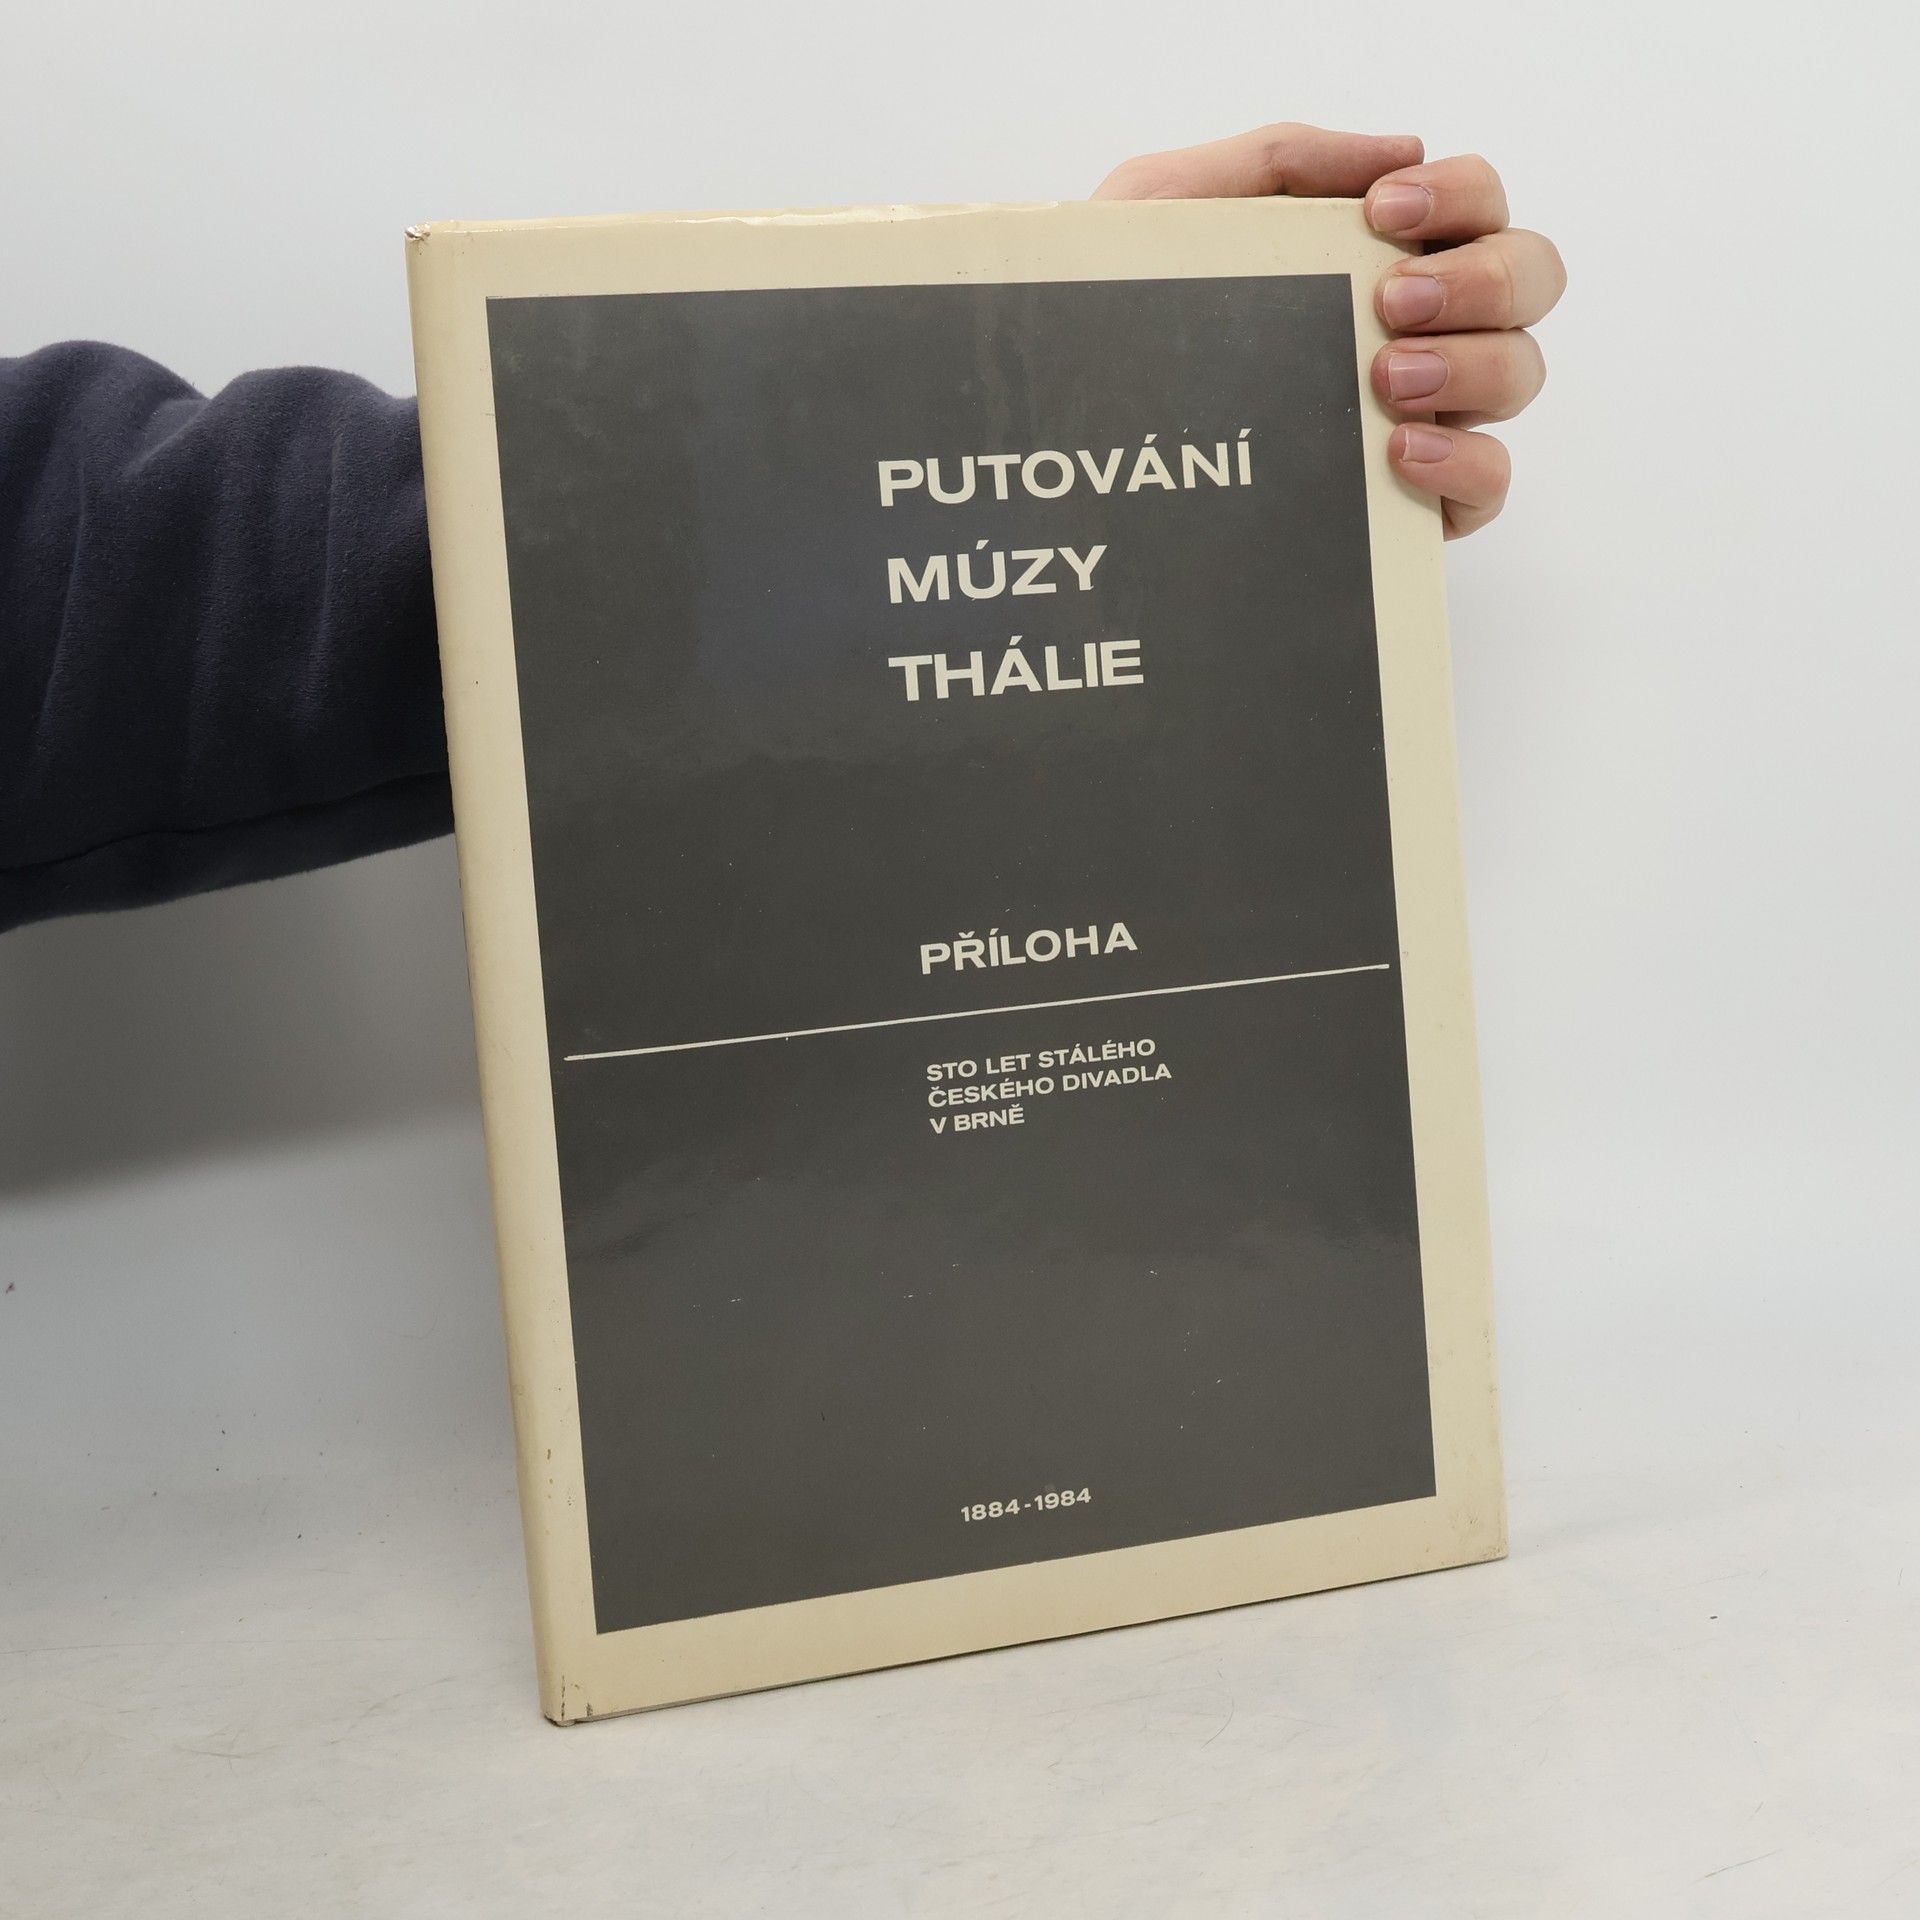 PUTOVÁNÍ
MÚZY
THÁLIE
PŘÍLOHA
STO LET STÁLÉHO
ČESKÉHO DIVADLA
V BRNĚ
1884-1984